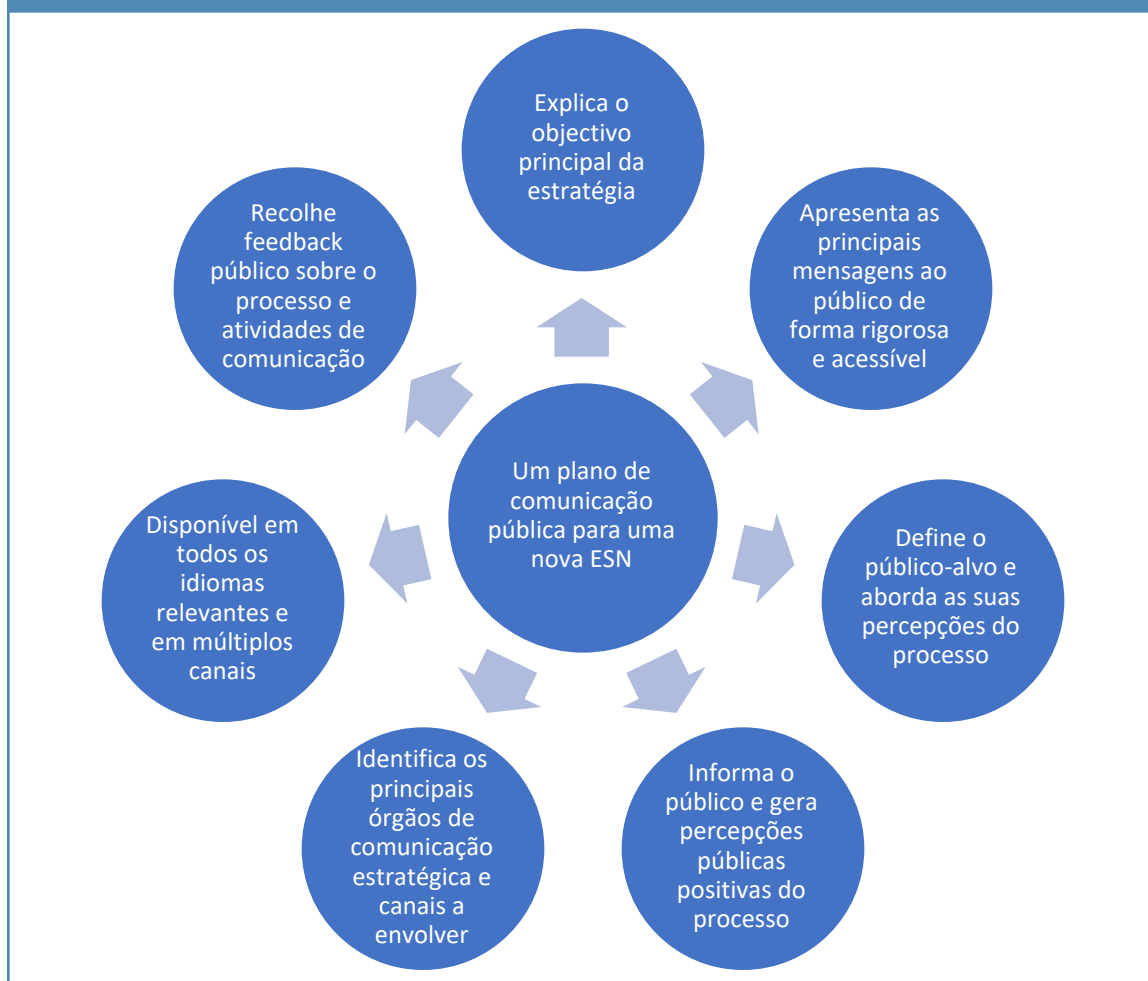 Explica o
objectivo
principal da
estratégia
Apresenta as
principais
mensagens ao
público de
forma rigorosa
e acessível
Define o
público-alvo e
aborda as suas
percepções do
processo
Informa o
público e gera
percepções
públicas
positivas do
processo
Identifica os
principais
órgãos de
comunicação
estratégica e
canais a
envolver
Disponível em
todos os
idiomas
relevantes e
em múltiplos
canais
Recolhe
feedback
público sobre o
processo e
atividades de
comunicação
Um plano de
comunicação
pública para uma
nova ESN